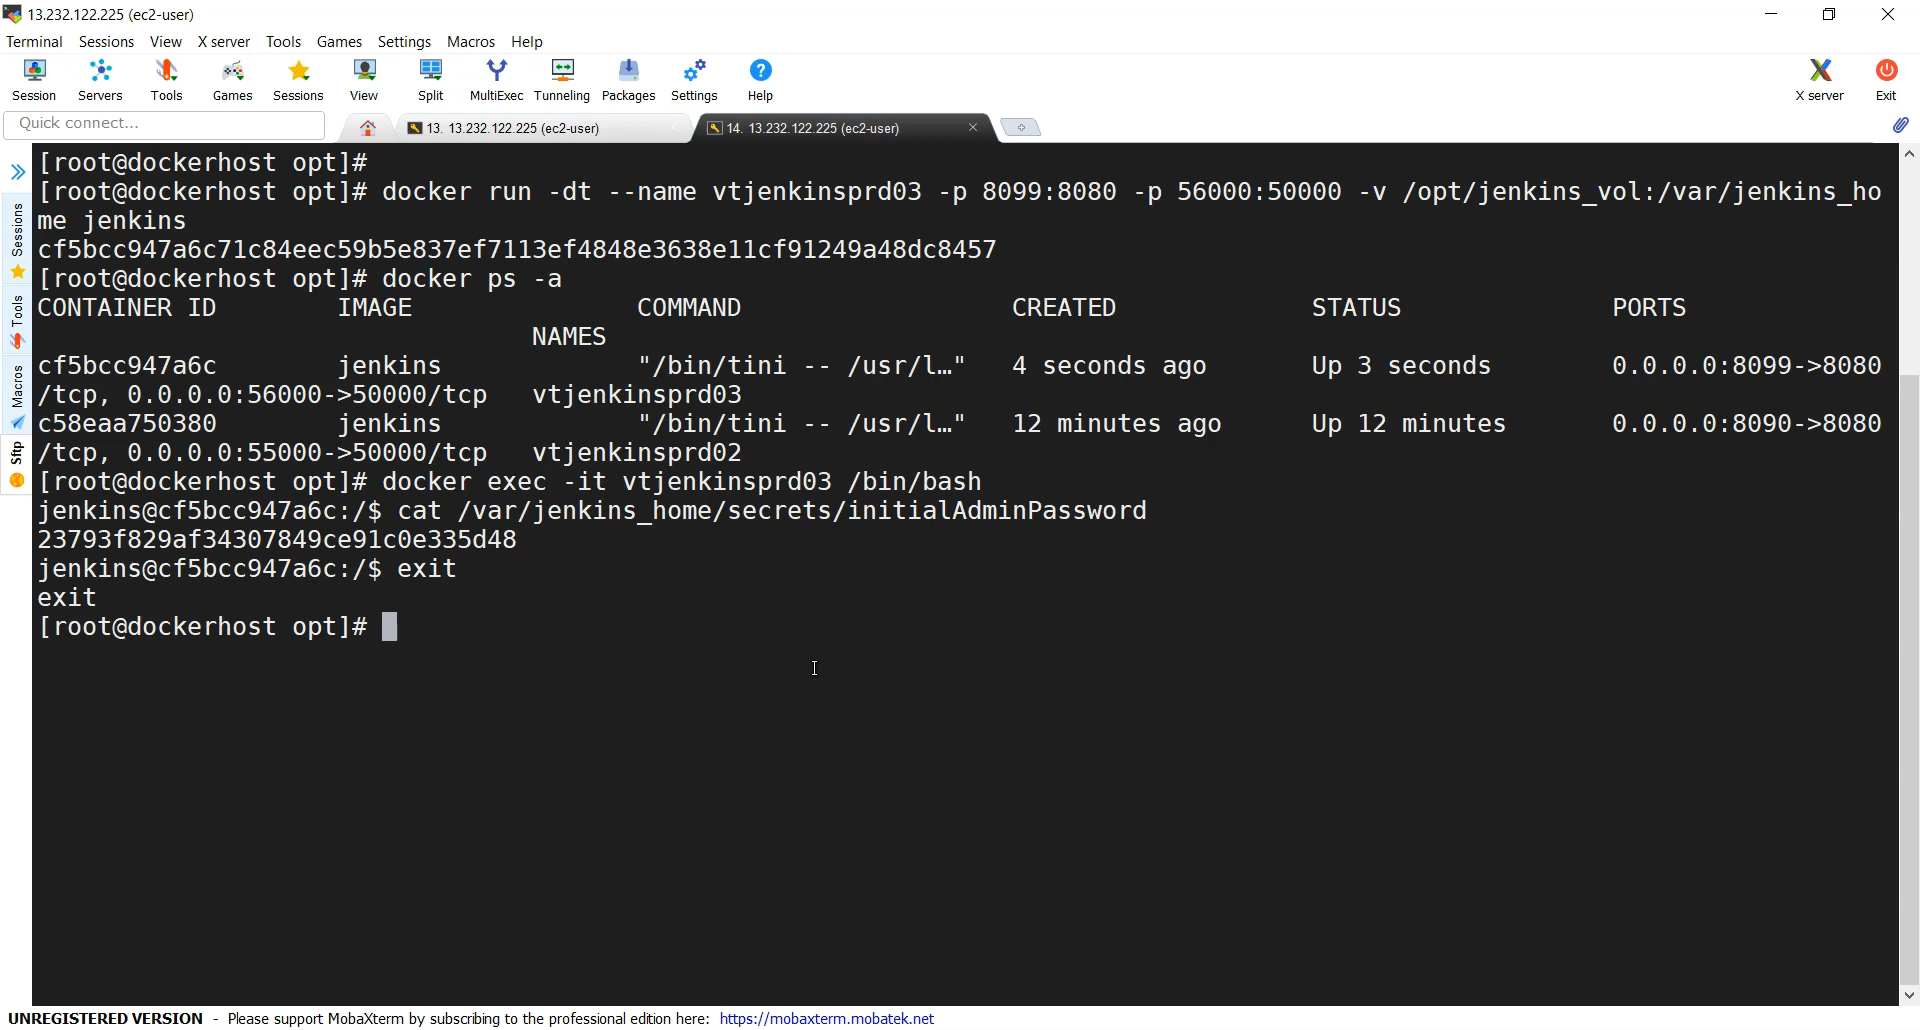 13.232.122.225 (ec2-user)
Terminal Sessions View X server Tools Games Settings Macros Help
Session Servers Tools Games Sessions View Split MultiExec Tunneling Packages Settings Help X server Exit
Quick connect...
13. 13.232.122.225 (ec2-user)
14. 13.232.122.225 (ec2-user)
Sessions
Tools
Macros
Sftp
[root@dockerhost opt]#
[root@dockerhost opt]# docker run -dt --name vtjenkinsprd03 -p 8099:8080 -p 56000:50000 -v /opt/jenkins_vol:/var/jenkins_ho
me jenkins
cf5bcc947a6c71c84eec59b5e837ef7113ef4848e3638e11cf91249a48dc8457
[root@dockerhost opt]# docker ps -a
CONTAINER ID        IMAGE               COMMAND                  CREATED             STATUS              PORTS
                                 NAMES
cf5bcc947a6c        jenkins             "/bin/tini -- /usr/l…"   4 seconds ago       Up 3 seconds        0.0.0.0:8099->8080
/tcp, 0.0.0.0:56000->50000/tcp   vtjenkinsprd03
c58eaa750380        jenkins             "/bin/tini -- /usr/l…"   12 minutes ago      Up 12 minutes       0.0.0.0:8090->8080
/tcp, 0.0.0.0:55000->50000/tcp   vtjenkinsprd02
[root@dockerhost opt]# docker exec -it vtjenkinsprd03 /bin/bash
jenkins@cf5bcc947a6c:/$ cat /var/jenkins_home/secrets/initialAdminPassword
23793f829af34307849ce91c0e335d48
jenkins@cf5bcc947a6c:/$ exit
exit
[root@dockerhost opt]#
UNREGISTERED VERSION - Please support MobaXterm by subscribing to the professional edition here: https://mobaxterm.mobatek.net